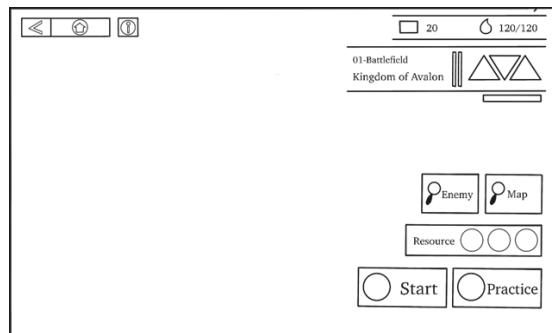 20
120/120
01-Battlefield
Kingdom of Avalon
Enemy
Map
Resource
Start
Practice